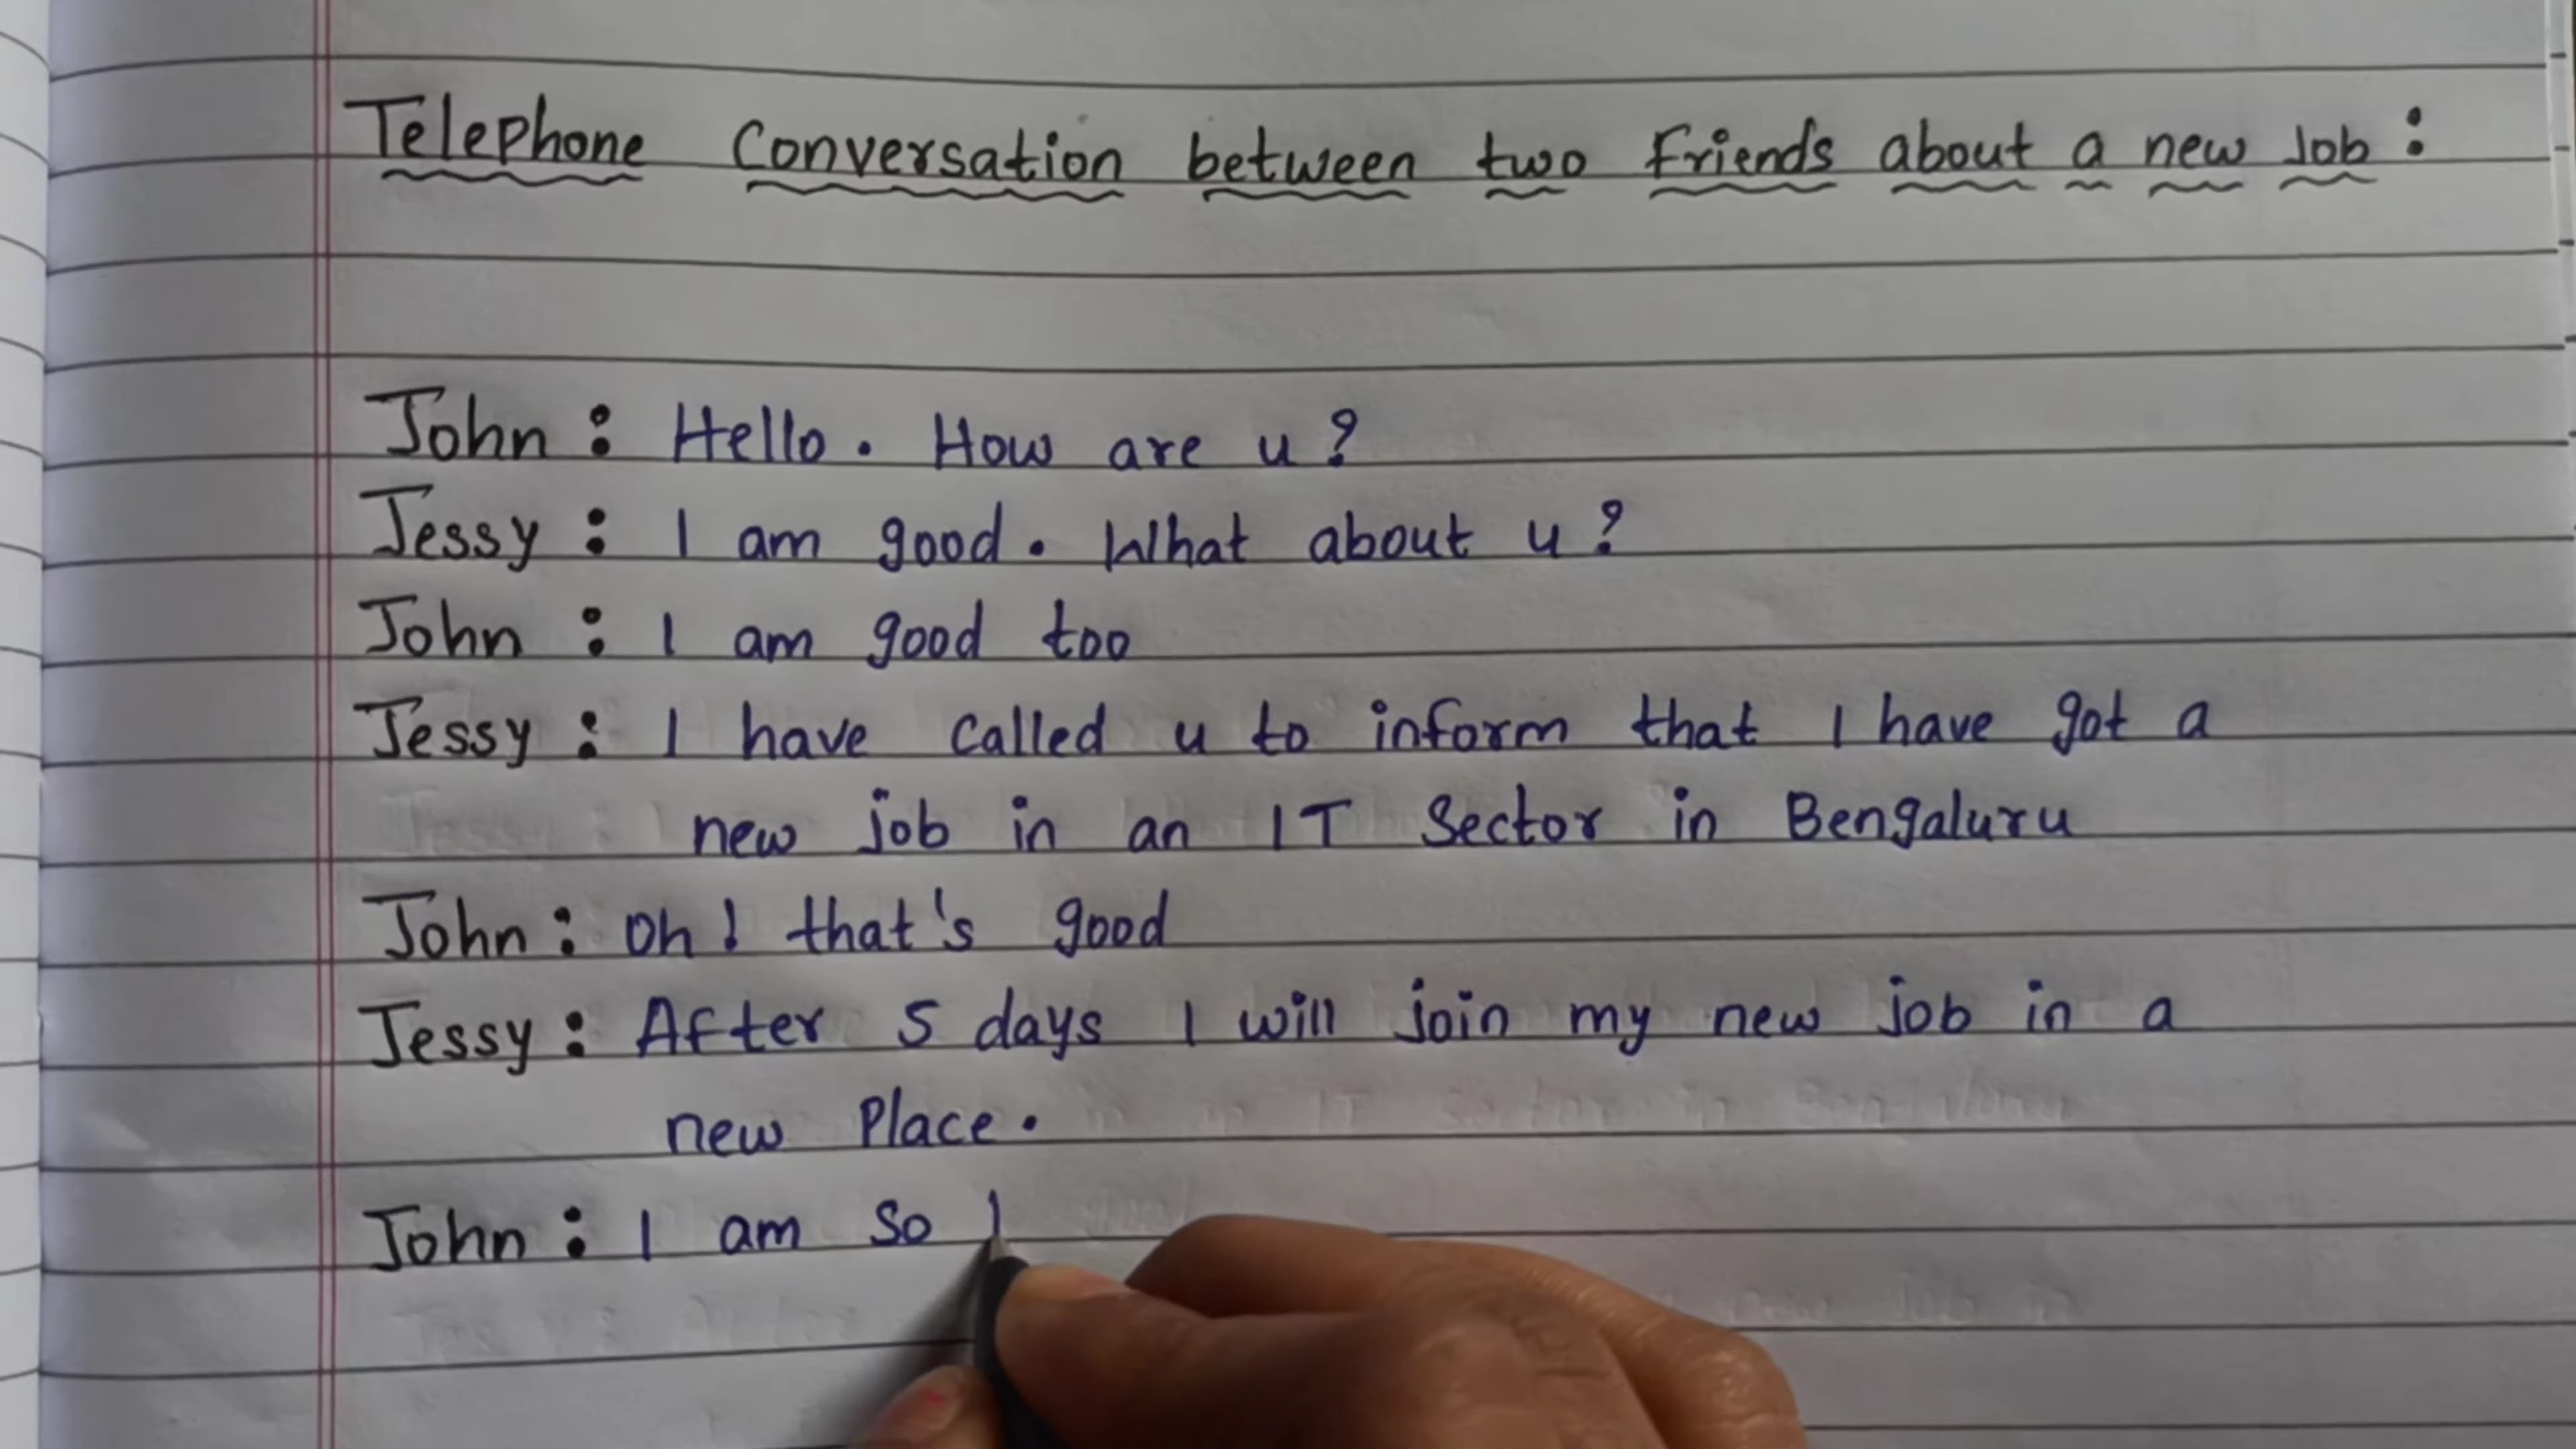 Telephone Conversation between two friends about a new Job :
John : Hello. How are u?
Jessy : I am good. What about u?
John : I am good too
Jessy : I have called u to inform that I have got a
new job in an IT Sector in Bengaluru
John : Oh! that's good
Jessy : After 5 days I will join my new job in a
new Place.
John : I am so